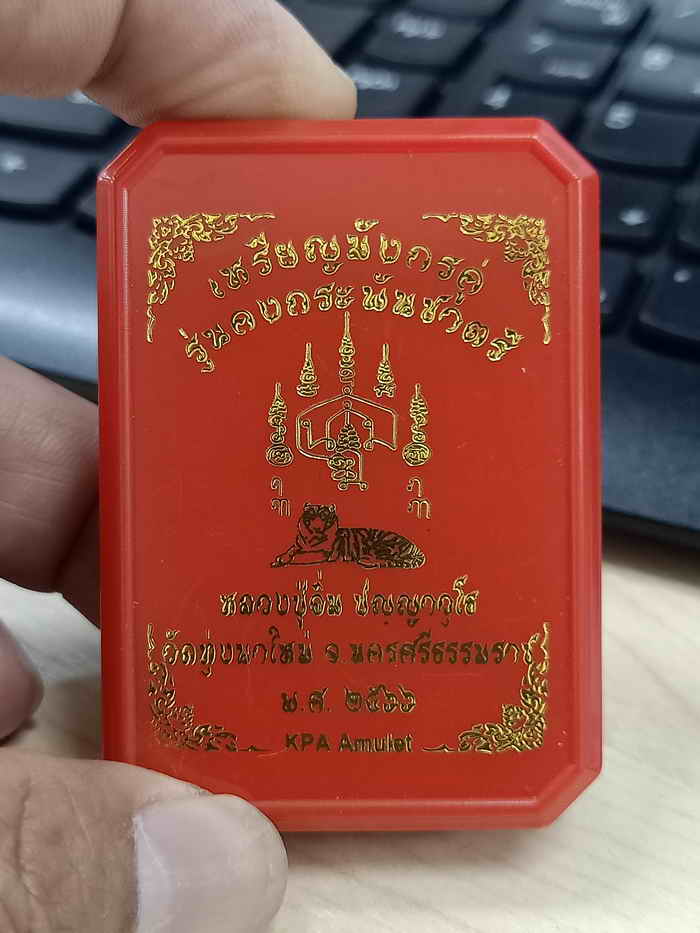 เหรียญมังกรคู่
รุ่นคงกระพันชาตรี
หลวงปู่จิ้ม ปญฺญาวุโธ
วัดทุ่งนาใหม่ จ.นครศรีธรรมราช
พ.ศ. ๒๕๖๖
KPA Amulet